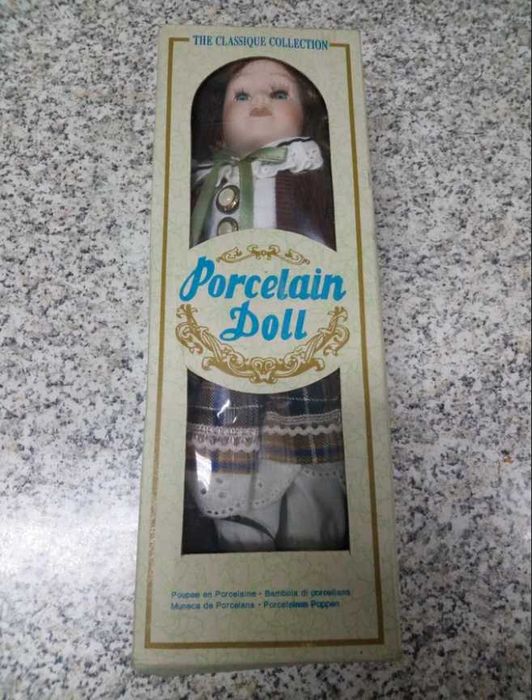 THE CLASSIQUE COLLECTION
Porcelain
Doll
Poupee en Porcelaine - Bambola di porcellana
Muneca de Porcelana - Porceleinen Poppen